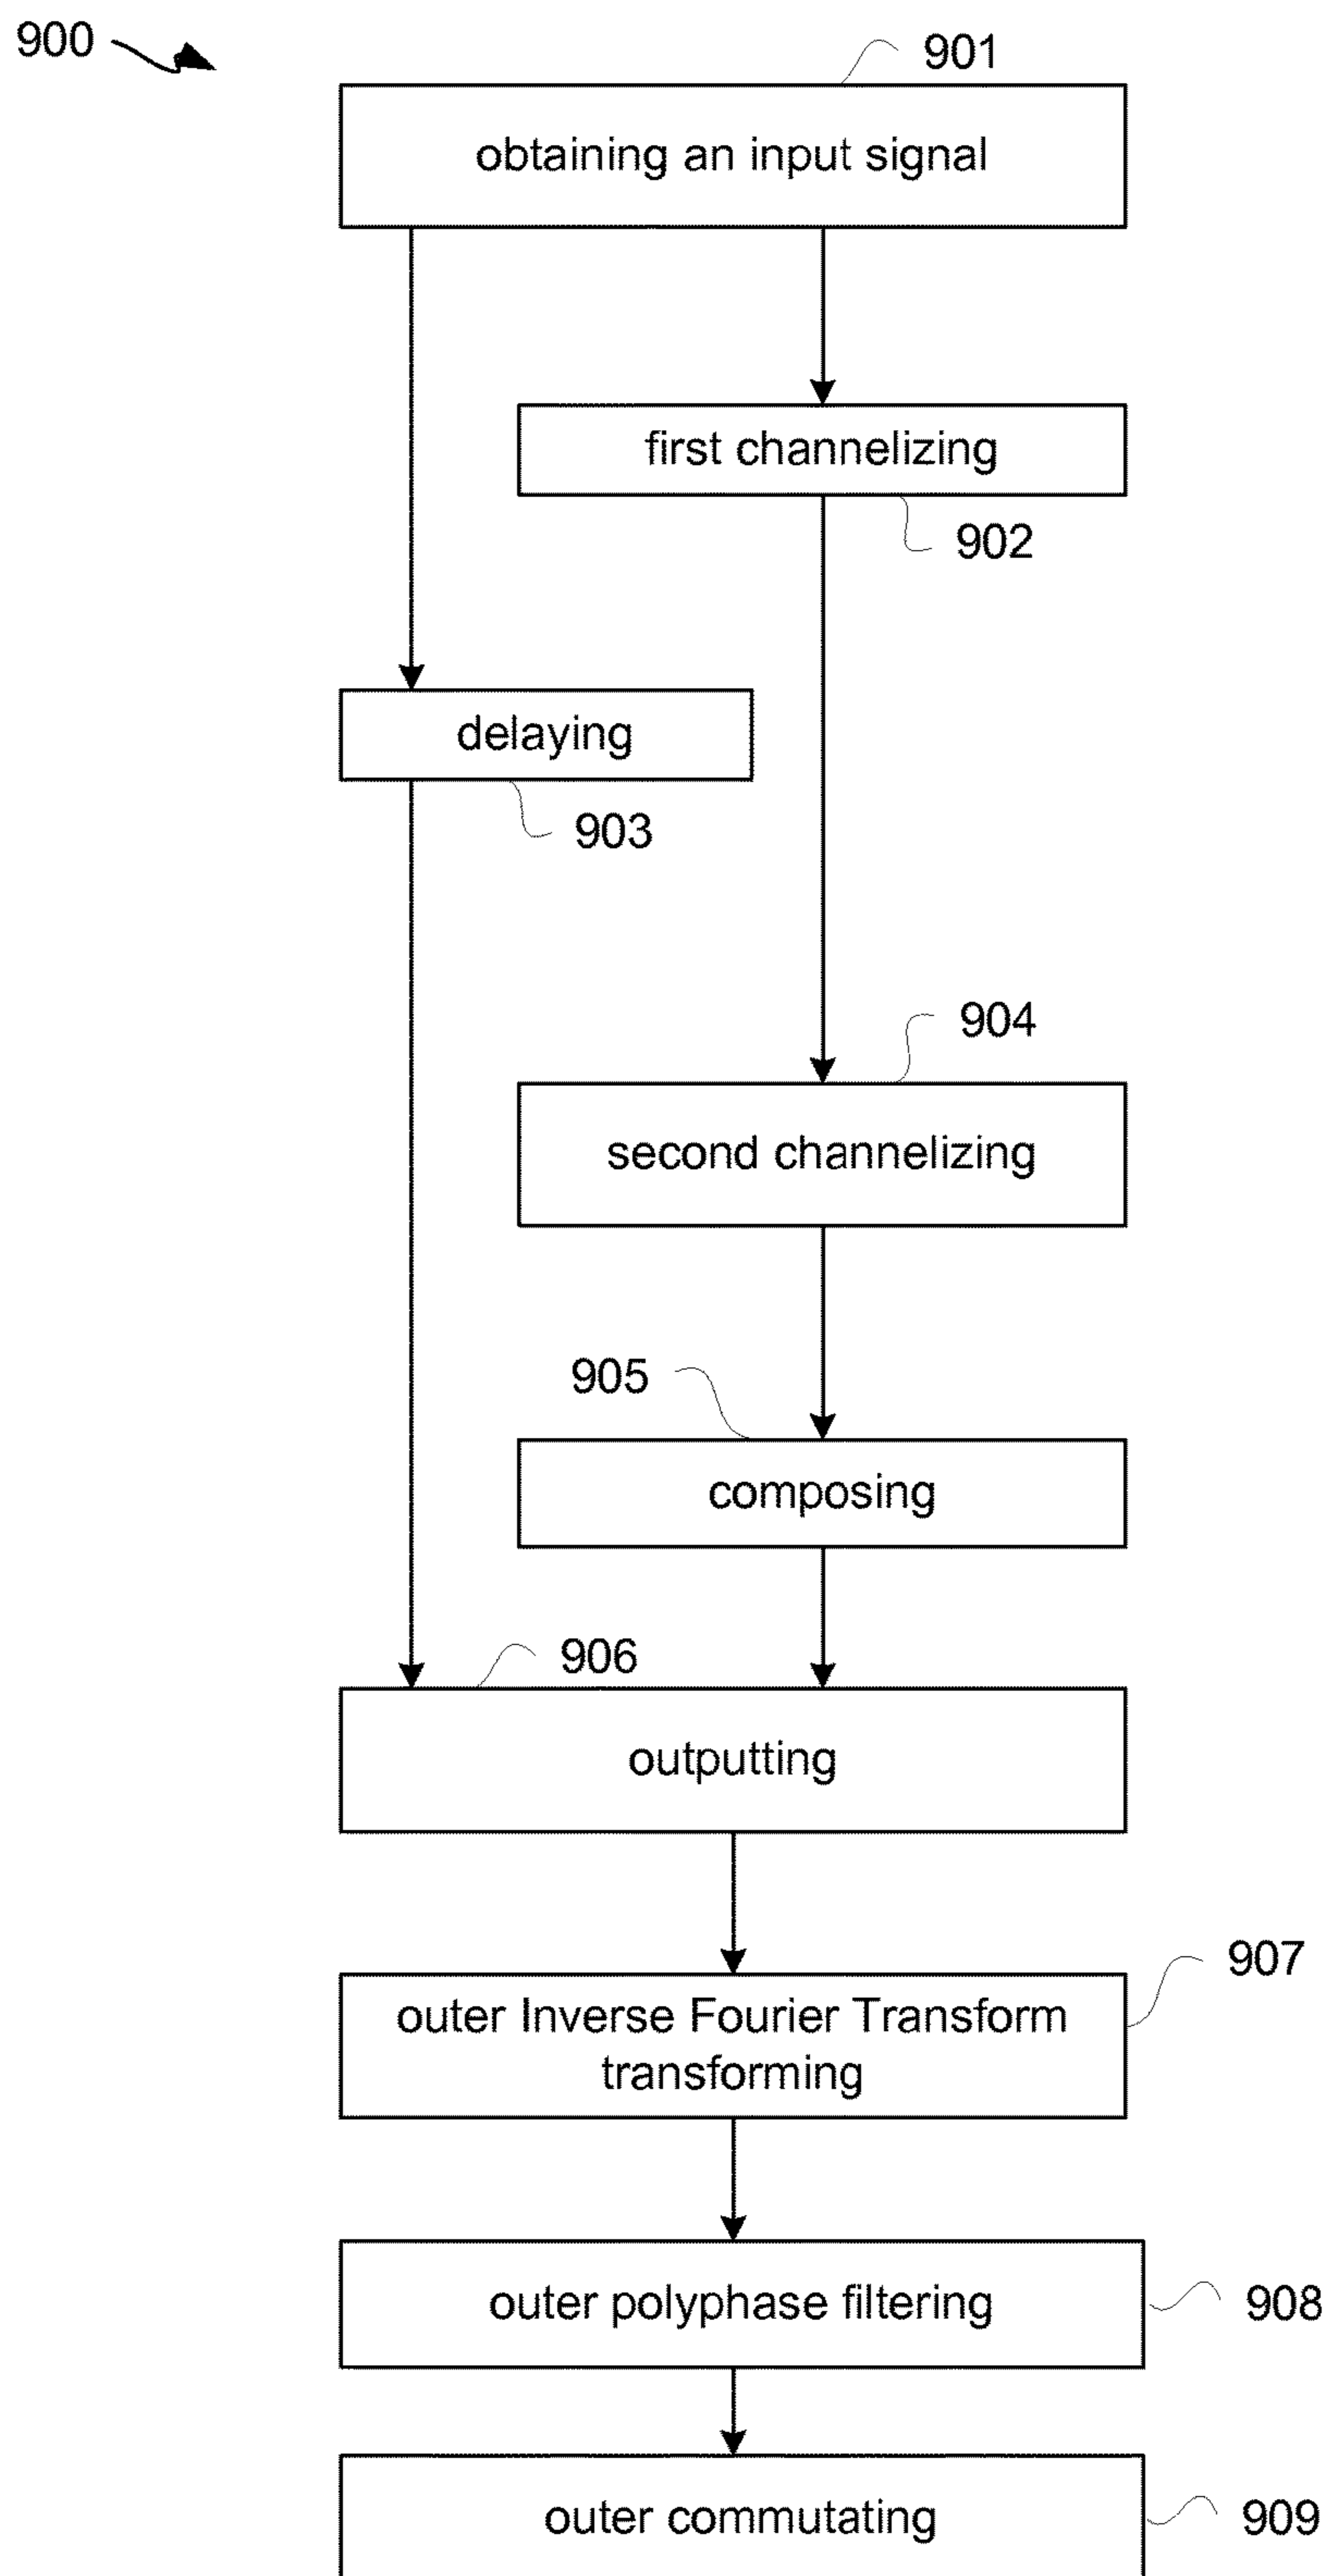 900
901
obtaining an input signal
first channelizing
902
delaying
903
904
second channelizing
905
composing
906
outputting
907
outer Inverse Fourier Transform
transforming
outer polyphase filtering
908
outer commutating
909